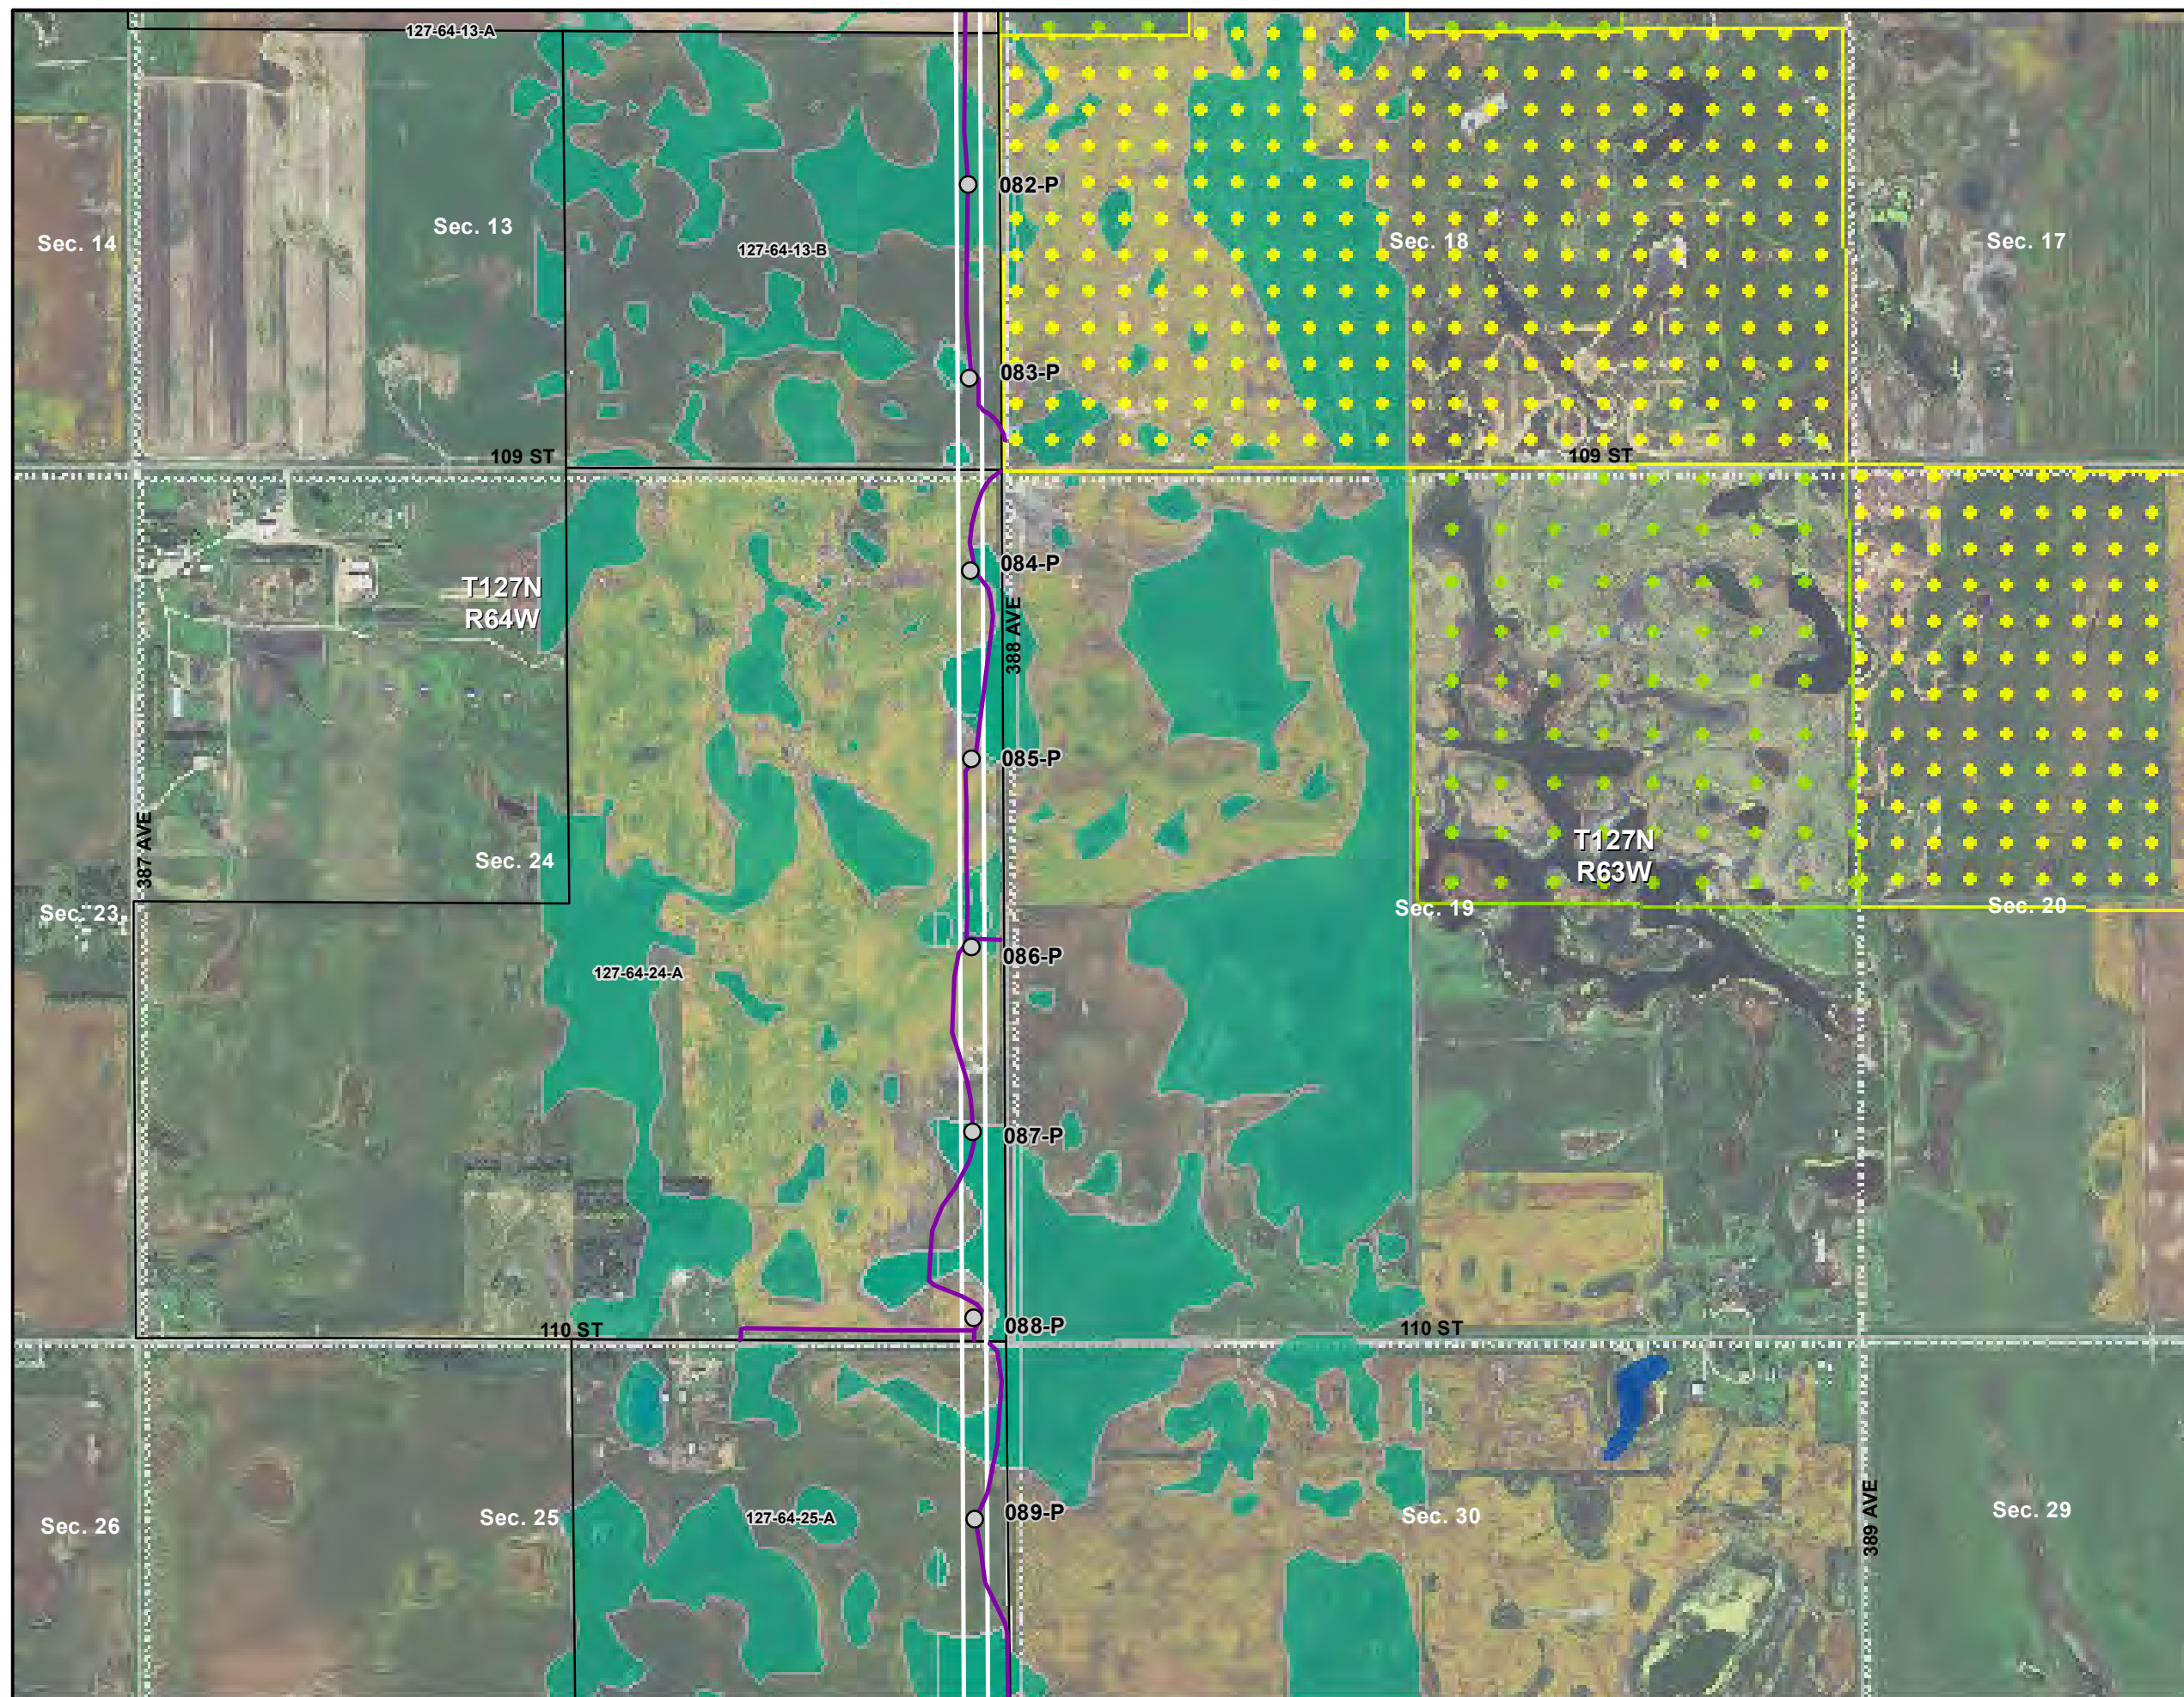 127-64-13-A
082-P
Sec. 13
Sec. 14
127-64-13-B
Sec. 18
Sec. 17
083-P
109 ST
109 ST
084-P
T127N
R64W
388 AVE
085-P
387 AVE
Sec. 24
T127N
R63W
Sec. 23
Sec. 19
Sec. 20
086-P
127-64-24-A
087-P
110 ST
088-P
110 ST
089-P
Sec. 26
Sec. 25
127-64-25-A
Sec. 30
389 AVE
Sec. 29